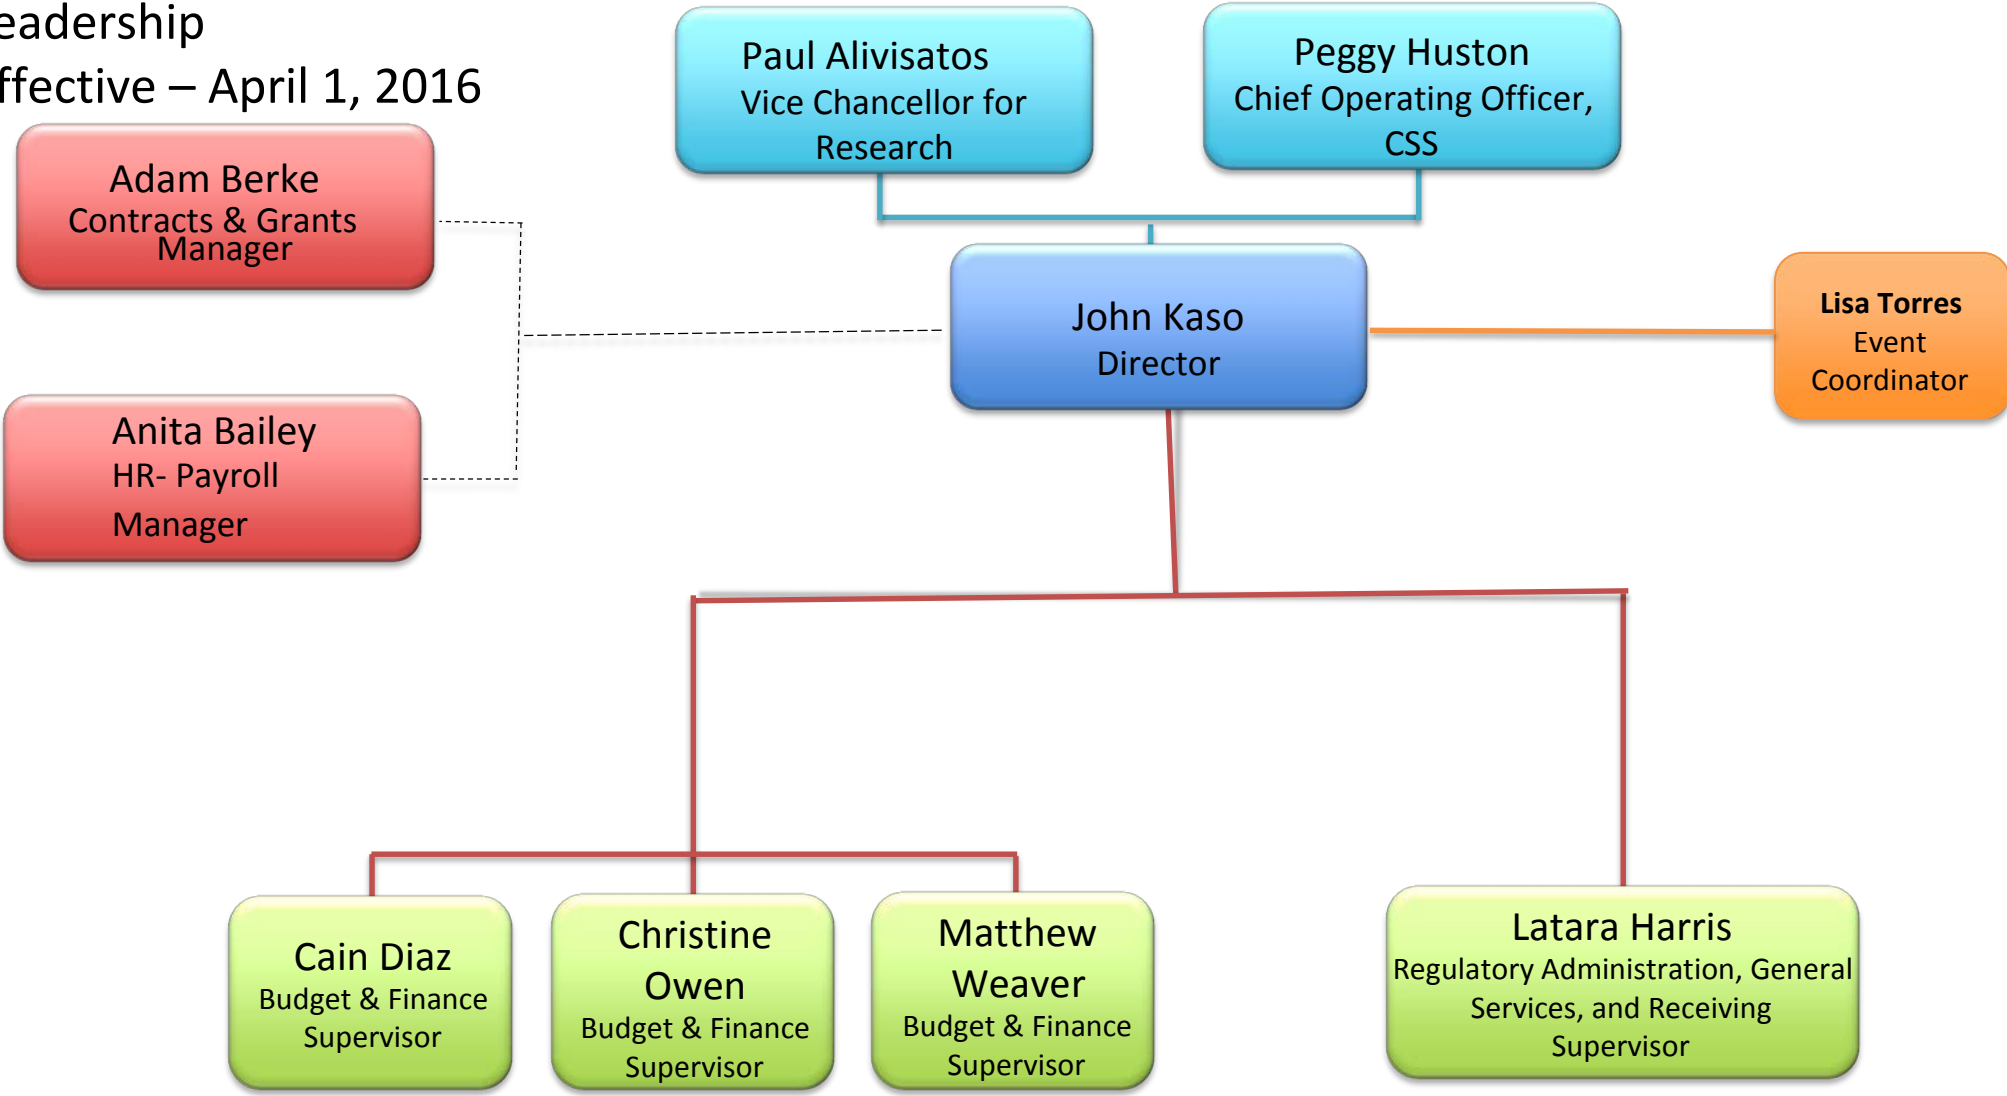 eadership
ffective – April 1, 2016
Paul Alivisatos
Vice Chancellor for
Research
Peggy Huston
Chief Operating Officer,
CSS
Adam Berke
Contracts & Grants
Manager
John Kaso
Director
Lisa Torres
Event
Coordinator
Anita Bailey
HR- Payroll
Manager
Cain Diaz
Budget & Finance
Supervisor
Christine
Owen
Budget & Finance
Supervisor
Matthew
Weaver
Budget & Finance
Supervisor
Latara Harris
Regulatory Administration, General
Services, and Receiving
Supervisor